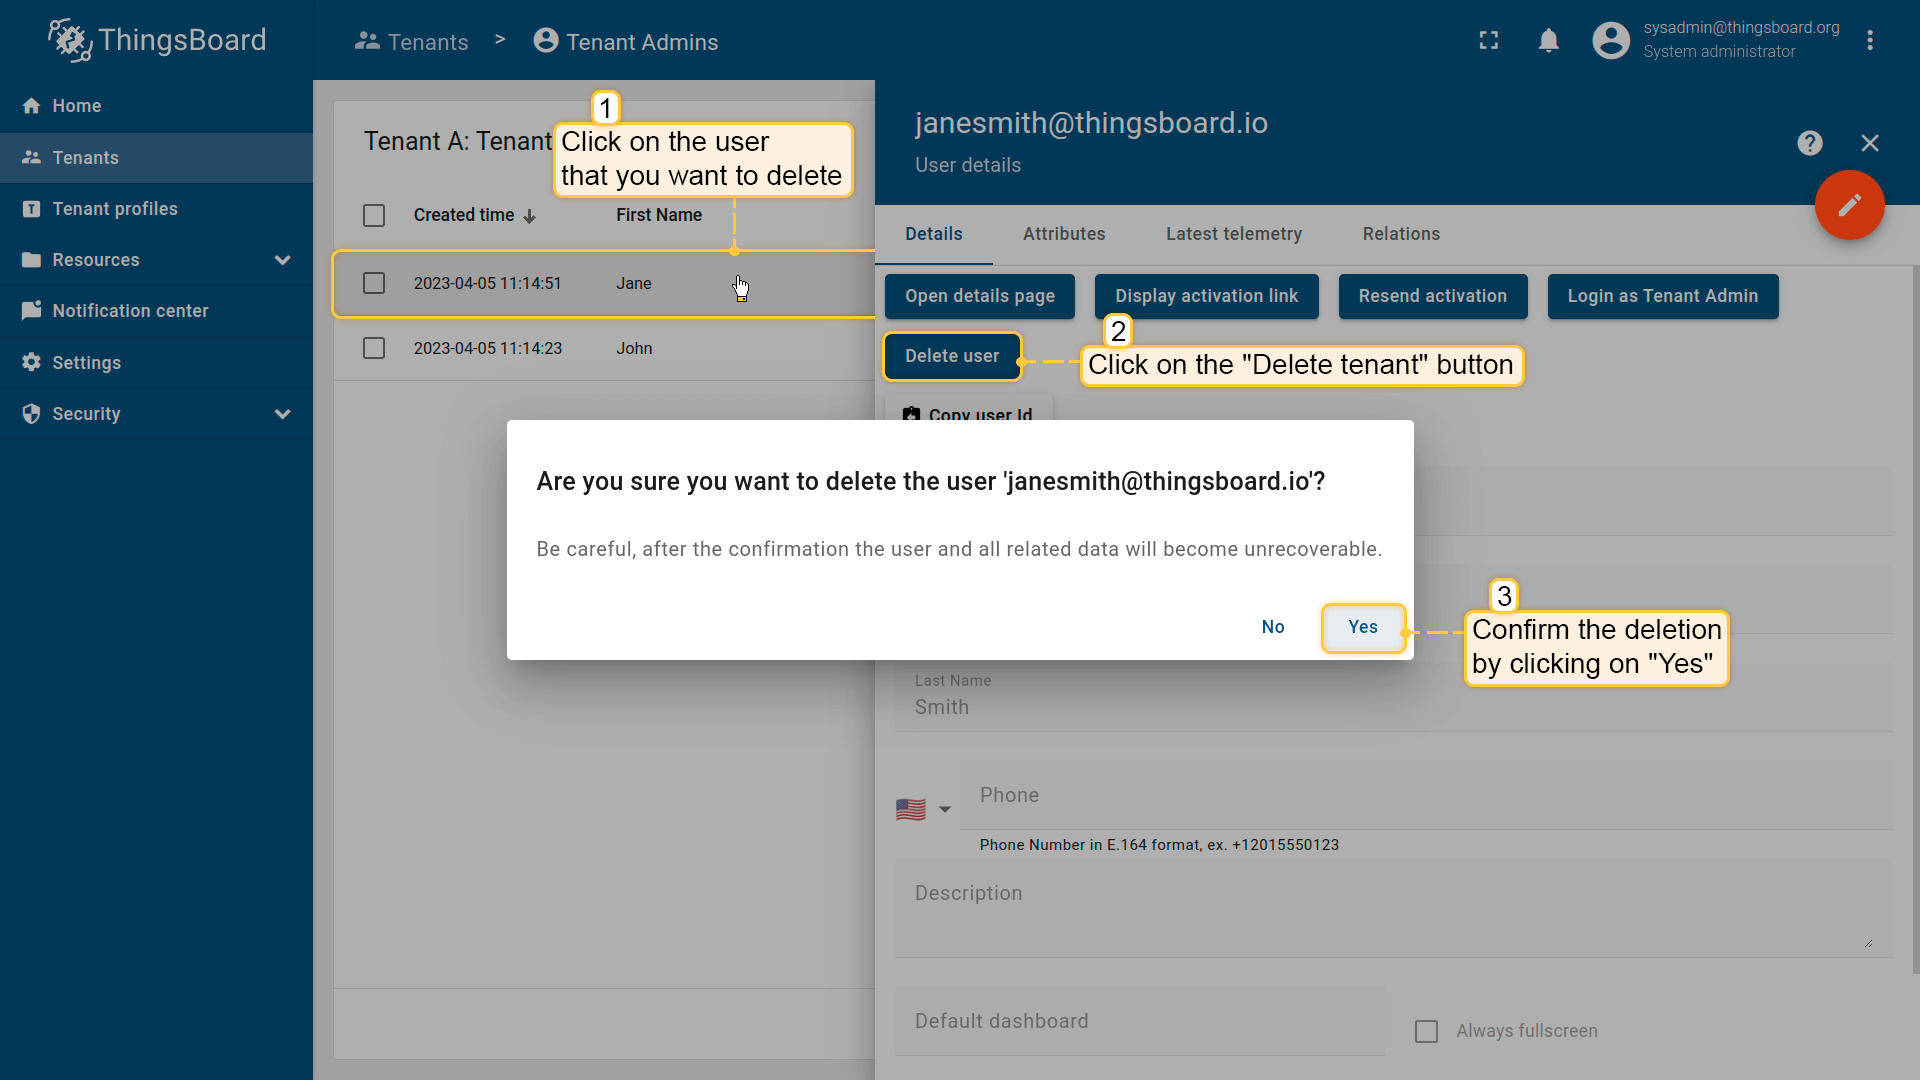 ThingsBoard
Tenants > Tenant Admins
sysadmin@thingsboard.org
System administrator
Home
Tenants
Tenant profiles
Resources
Notification center
Settings
Security
Tenant A: Tenant
1
Click on the user
that you want to delete
Created time First Name
2023-04-05 11:14:51 Jane
2023-04-05 11:14:23 John
janesmith@thingsboard.io
User details
Details Attributes Latest telemetry Relations
Open details page Display activation link Resend activation Login as Tenant Admin
Delete user
2
Click on the "Delete tenant" button
Copy user Id
Are you sure you want to delete the user 'janesmith@thingsboard.io'?
Be careful, after the confirmation the user and all related data will become unrecoverable.
No Yes
3
Confirm the deletion
by clicking on "Yes"
Last Name
Smith
Phone
Phone Number in E.164 format, ex. +12015550123
Description
Default dashboard
Always fullscreen